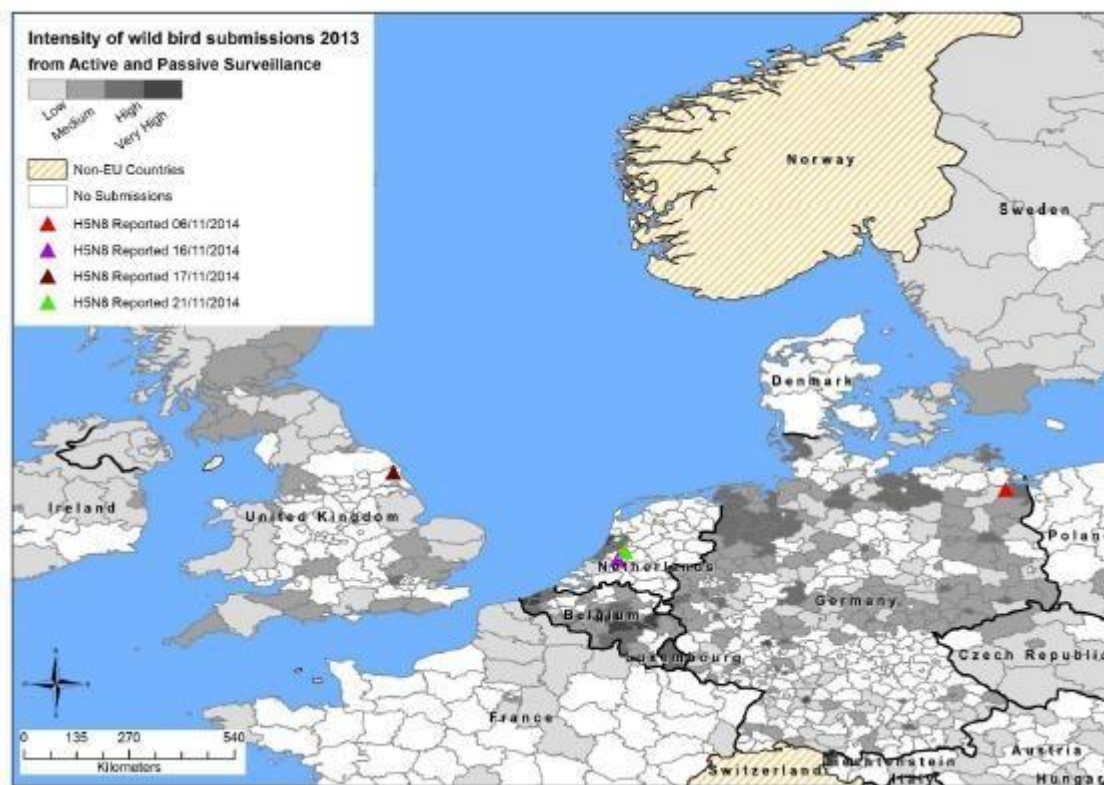 Intensity of wild bird submissions 2013
from Active and Passive Surveillance
Low
Medium
High
Very High
Non-EU Countries
No Submissions
H5N8 Reported 06/11/2014
H5N8 Reported 16/11/2014
H5N8 Reported 17/11/2014
H5N8 Reported 21/11/2014
Norway
Sweden
Denmark
Ireland
United Kingdom
Netherlands
Poland
Belgium
Germany
Luxembourg
Czech Republic
France
Austria
Switzerland
Liechtenstein
Italy
Hungar
0 135 270 540
Kilometers